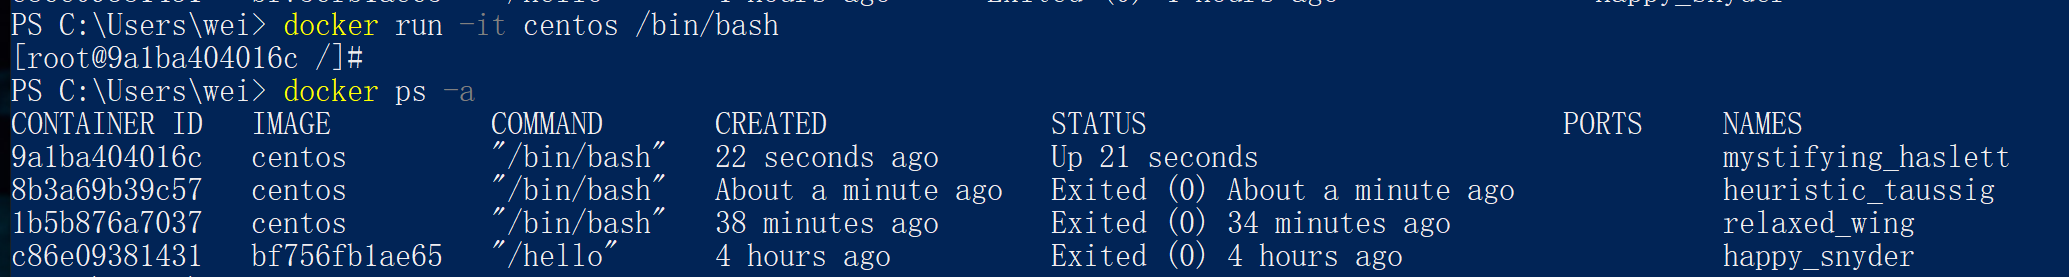 PS C:\Users\wei> docker run -it centos /bin/bash
[root@9a1ba404016c /]#
PS C:\Users\wei> docker ps -a
CONTAINER ID   IMAGE          COMMAND       CREATED              STATUS                          PORTS     NAMES
9a1ba404016c   centos         "/bin/bash"   22 seconds ago       Up 21 seconds                             mystifying_haslett
8b3a69b39c57   centos         "/bin/bash"   About a minute ago   Exited (0) About a minute ago             heuristic_taussig
1b5b876a7037   centos         "/bin/bash"   38 minutes ago       Exited (0) 34 minutes ago                 relaxed_wing
c86e09381431   bf756fb1ae65   "/hello"      4 hours ago          Exited (0) 4 hours ago                    happy_snyder